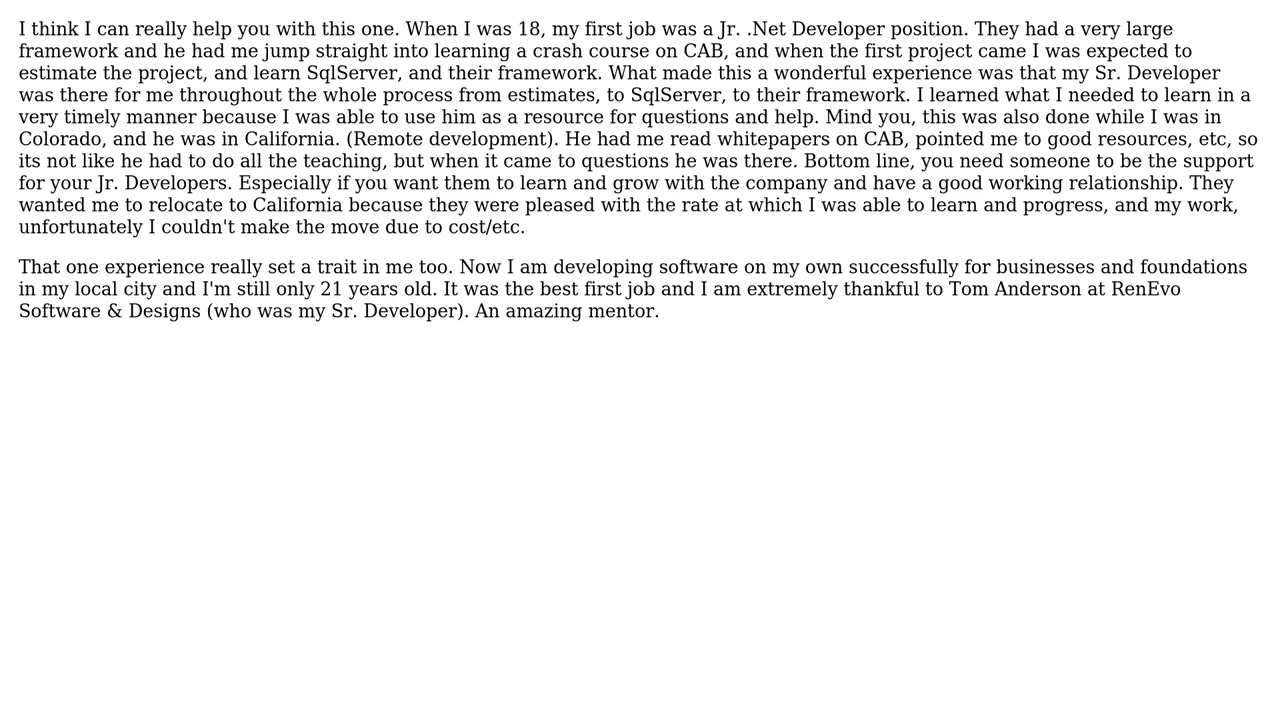 I think I can really help you with this one. When I was 18, my first job was a Jr. .Net Developer position. They had a very large
framework and he had me jump straight into learning a crash course on CAB, and when the first project came I was expected to
estimate the project, and learn SqlServer, and their framework. What made this a wonderful experience was that my Sr. Developer
was there for me throughout the whole process from estimates, to SqlServer, to their framework. I learned what I needed to learn in a
very timely manner because I was able to use him as a resource for questions and help. Mind you, this was also done while I was in
Colorado, and he was in California. (Remote development). He had me read whitepapers on CAB, pointed me to good resources, etc, so
its not like he had to do all the teaching, but when it came to questions he was there. Bottom line, you need someone to be the support
for your Jr. Developers. Especially if you want them to learn and grow with the company and have a good working relationship. They
wanted me to relocate to California because they were pleased with the rate at which I was able to learn and progress, and my work,
unfortunately I couldn't make the move due to cost/etc.
That one experience really set a trait in me too. Now I am developing software on my own successfully for businesses and foundations
in my local city and I'm still only 21 years old. It was the best first job and I am extremely thankful to Tom Anderson at RenEvo
Software & Designs (who was my Sr. Developer). An amazing mentor.